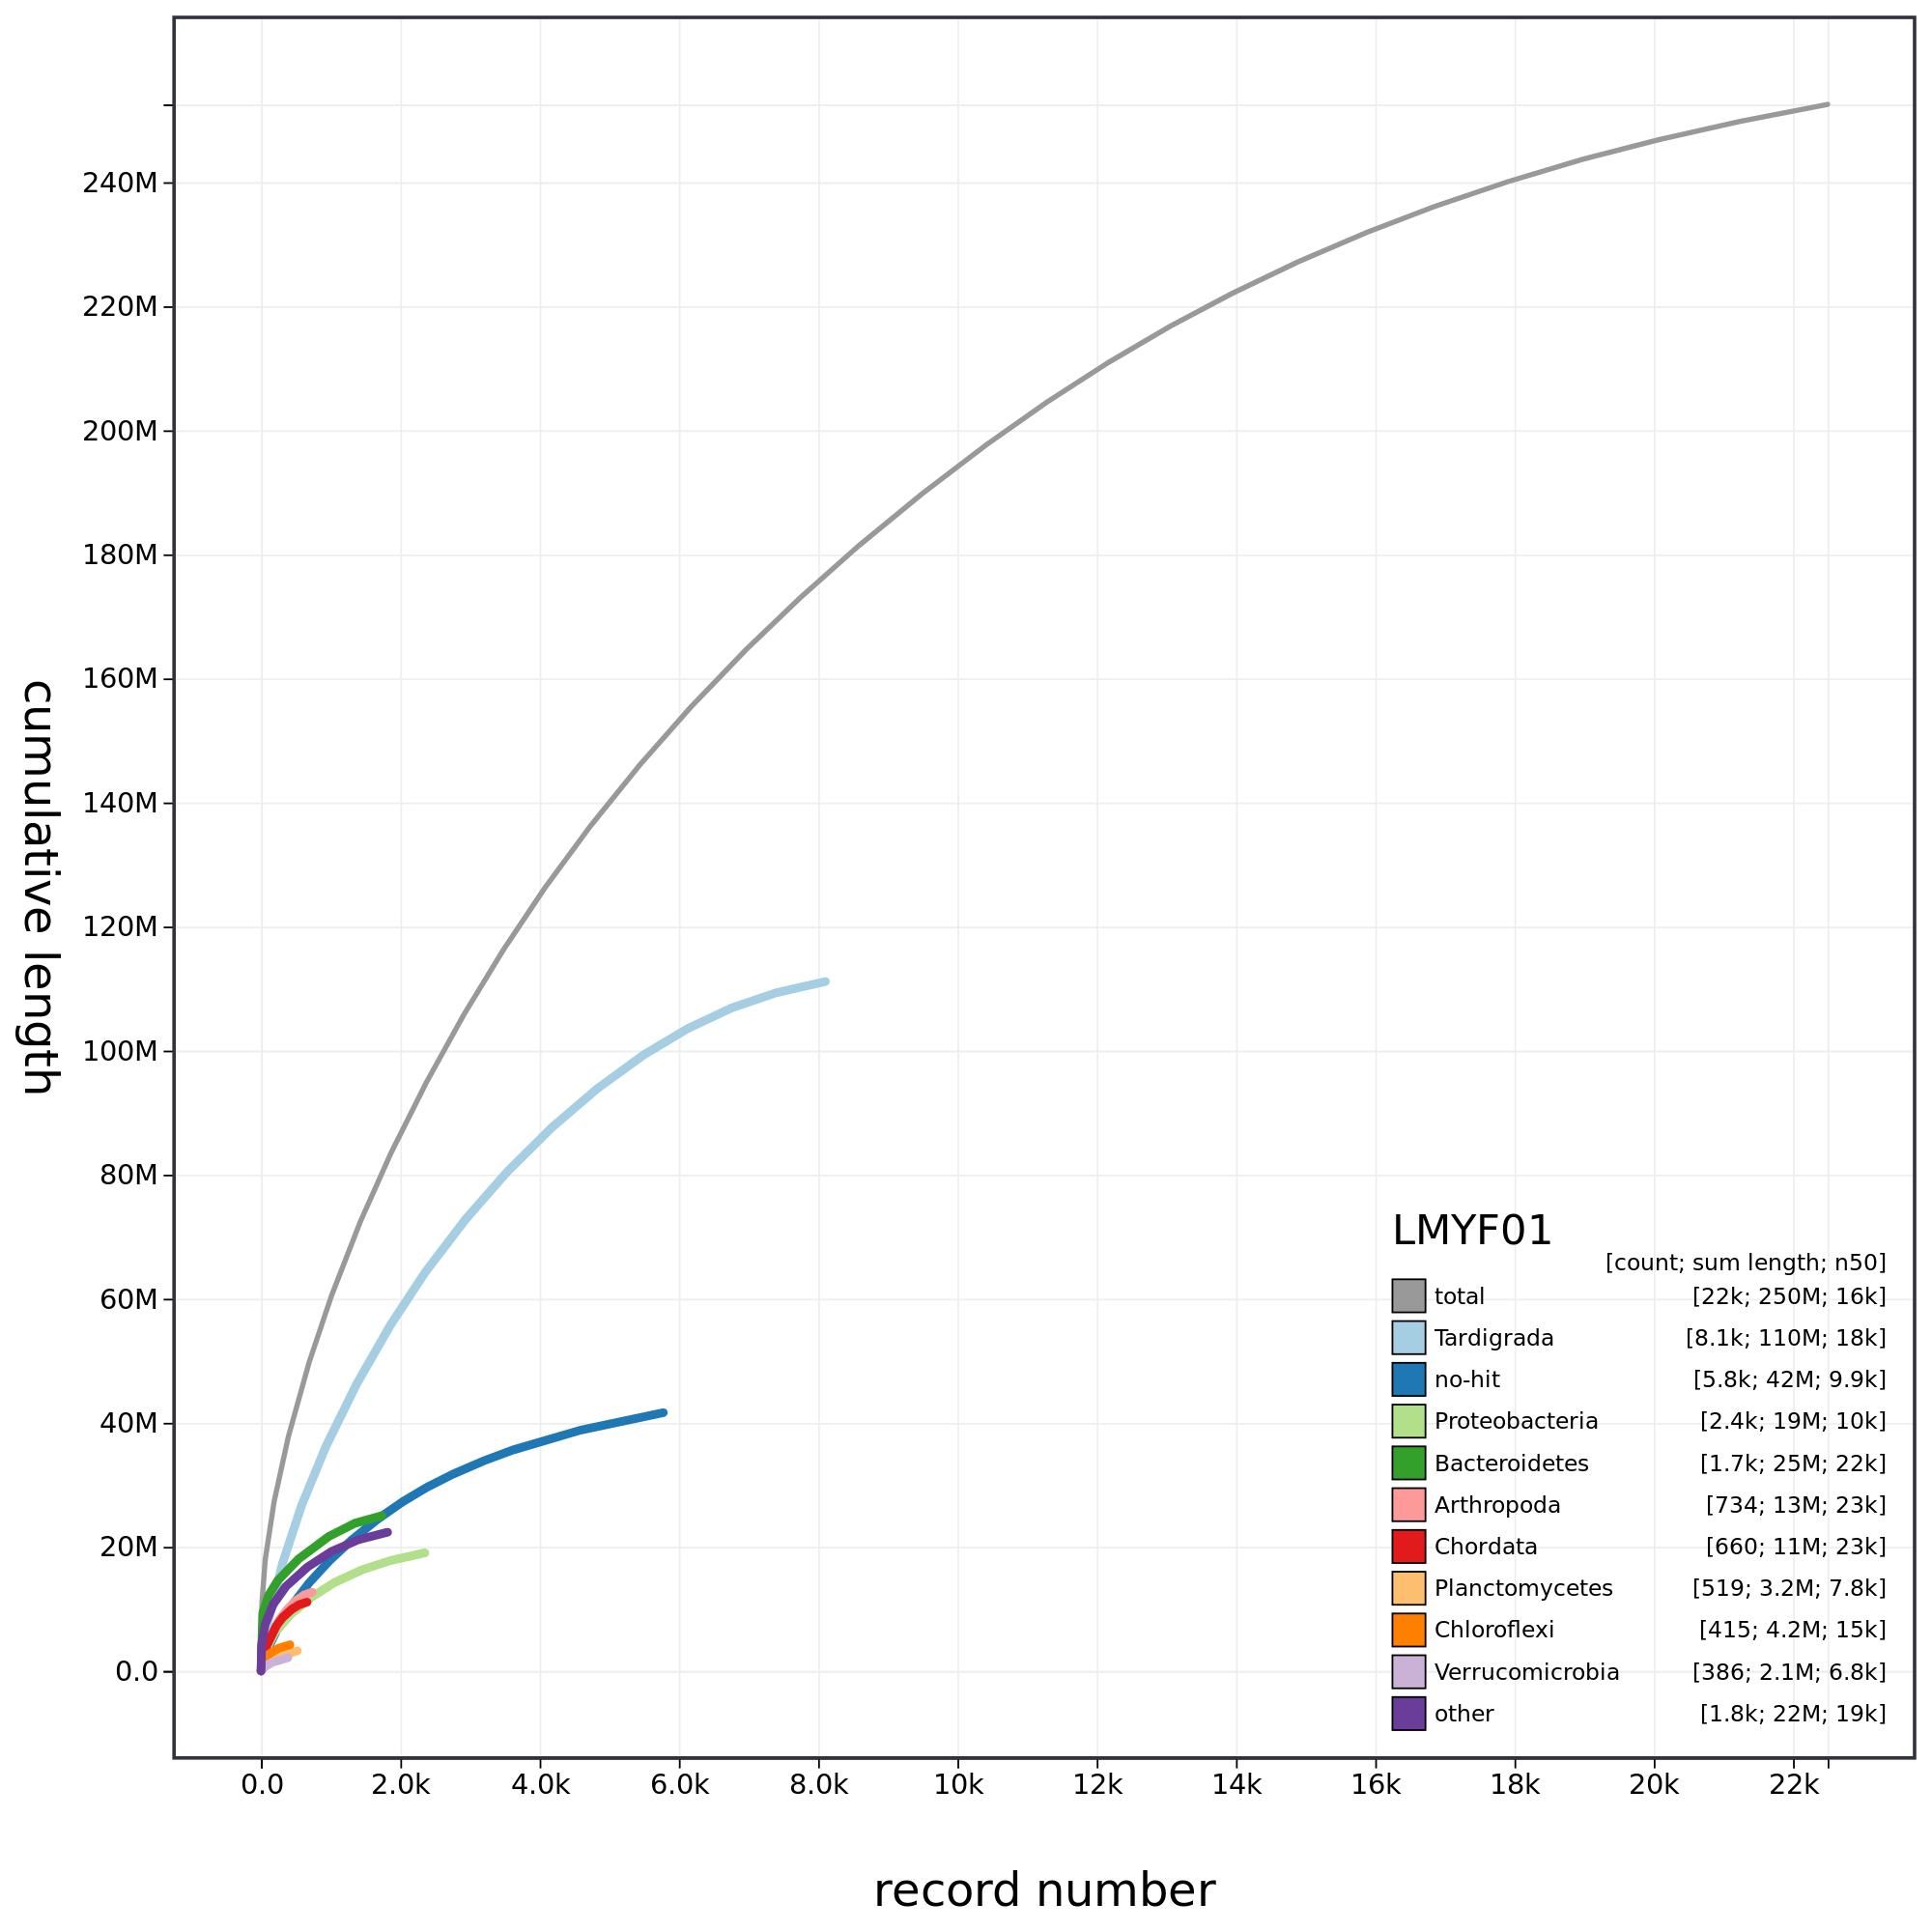 cumulative length
240M
220M
200M
180M
160M
140M
120M
100M
80M
60M
40M
20M
0.0
LMYF01
[count; sum length; n50]
total [22k; 250M; 16k]
Tardigrada [8.1k; 110M; 18k]
no-hit [5.8k; 42M; 9.9k]
Proteobacteria [2.4k; 19M; 10k]
Bacteroidetes [1.7k; 25M; 22k]
Arthropoda [734; 13M; 23k]
Chordata [660; 11M; 23k]
Planctomycetes [519; 3.2M; 7.8k]
Chloroflexi [415; 4.2M; 15k]
Verrucomicrobia [386; 2.1M; 6.8k]
other [1.8k; 22M; 19k]
0.0 2.0k 4.0k 6.0k 8.0k 10k 12k 14k 16k 18k 20k 22k
record number